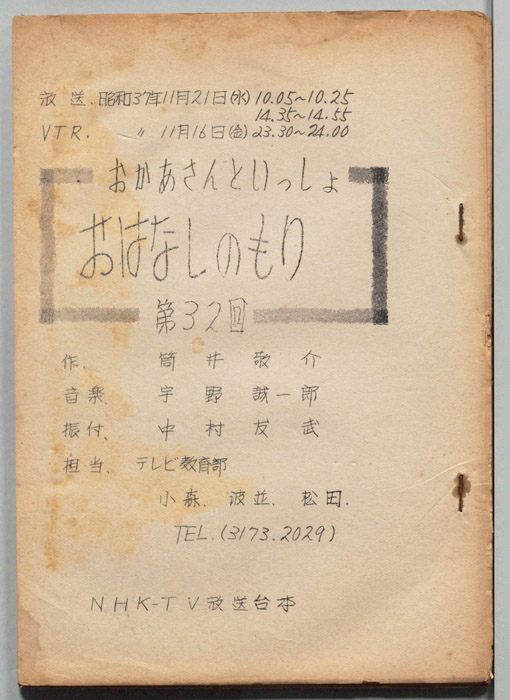 放送. 昭和37年11月21日(水) 10.05~10.25
14.35~14.55
VTR. 〃 11月16日(金) 23.30~24.00
おかあさんといっしょ
おはなしのもり
第32回
作. 筒井敬介
音楽 宇野誠一郎
振付. 中村友武
担当. テレビ教育部
小森. 波並. 松田.
TEL.(3173.2029)
NHK-TV放送台本